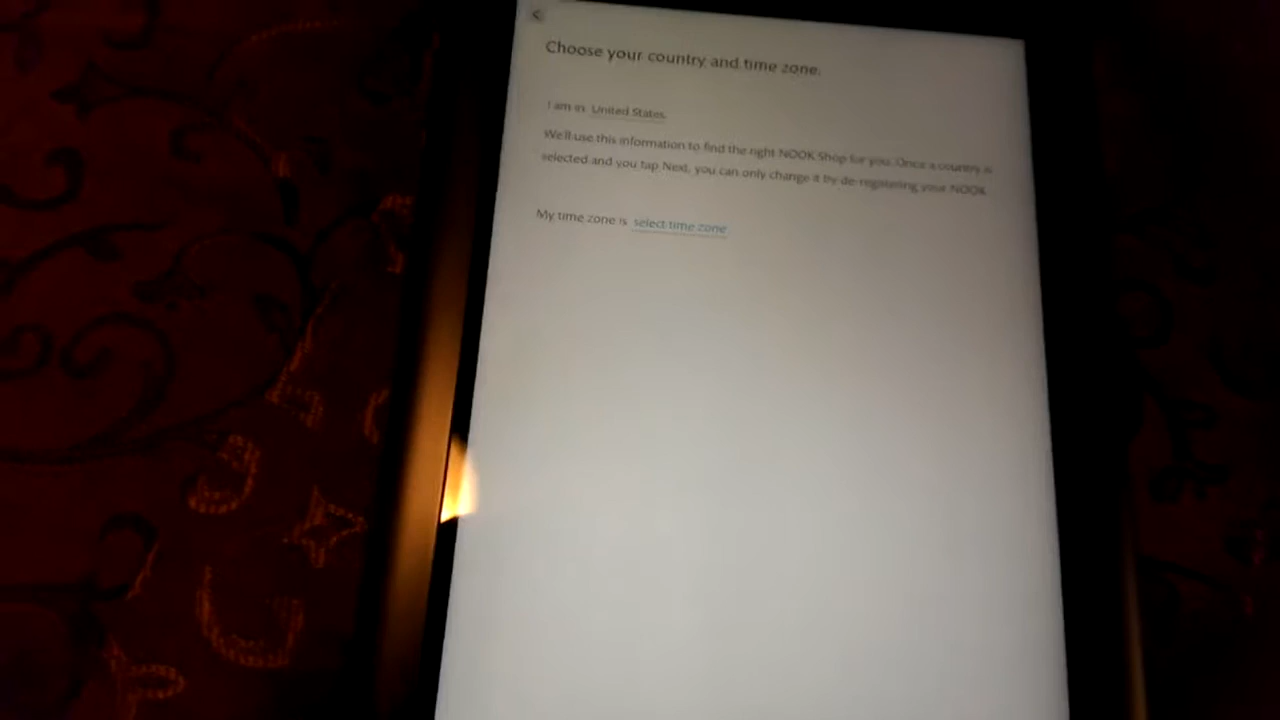 Choose your country and time zone.
I am in United States.
We'll use this information to find the right NOOK Shop for you. Once a country is
selected and you tap Next, you can only change it by de-registering your NOOK.
My time zone is select time zone